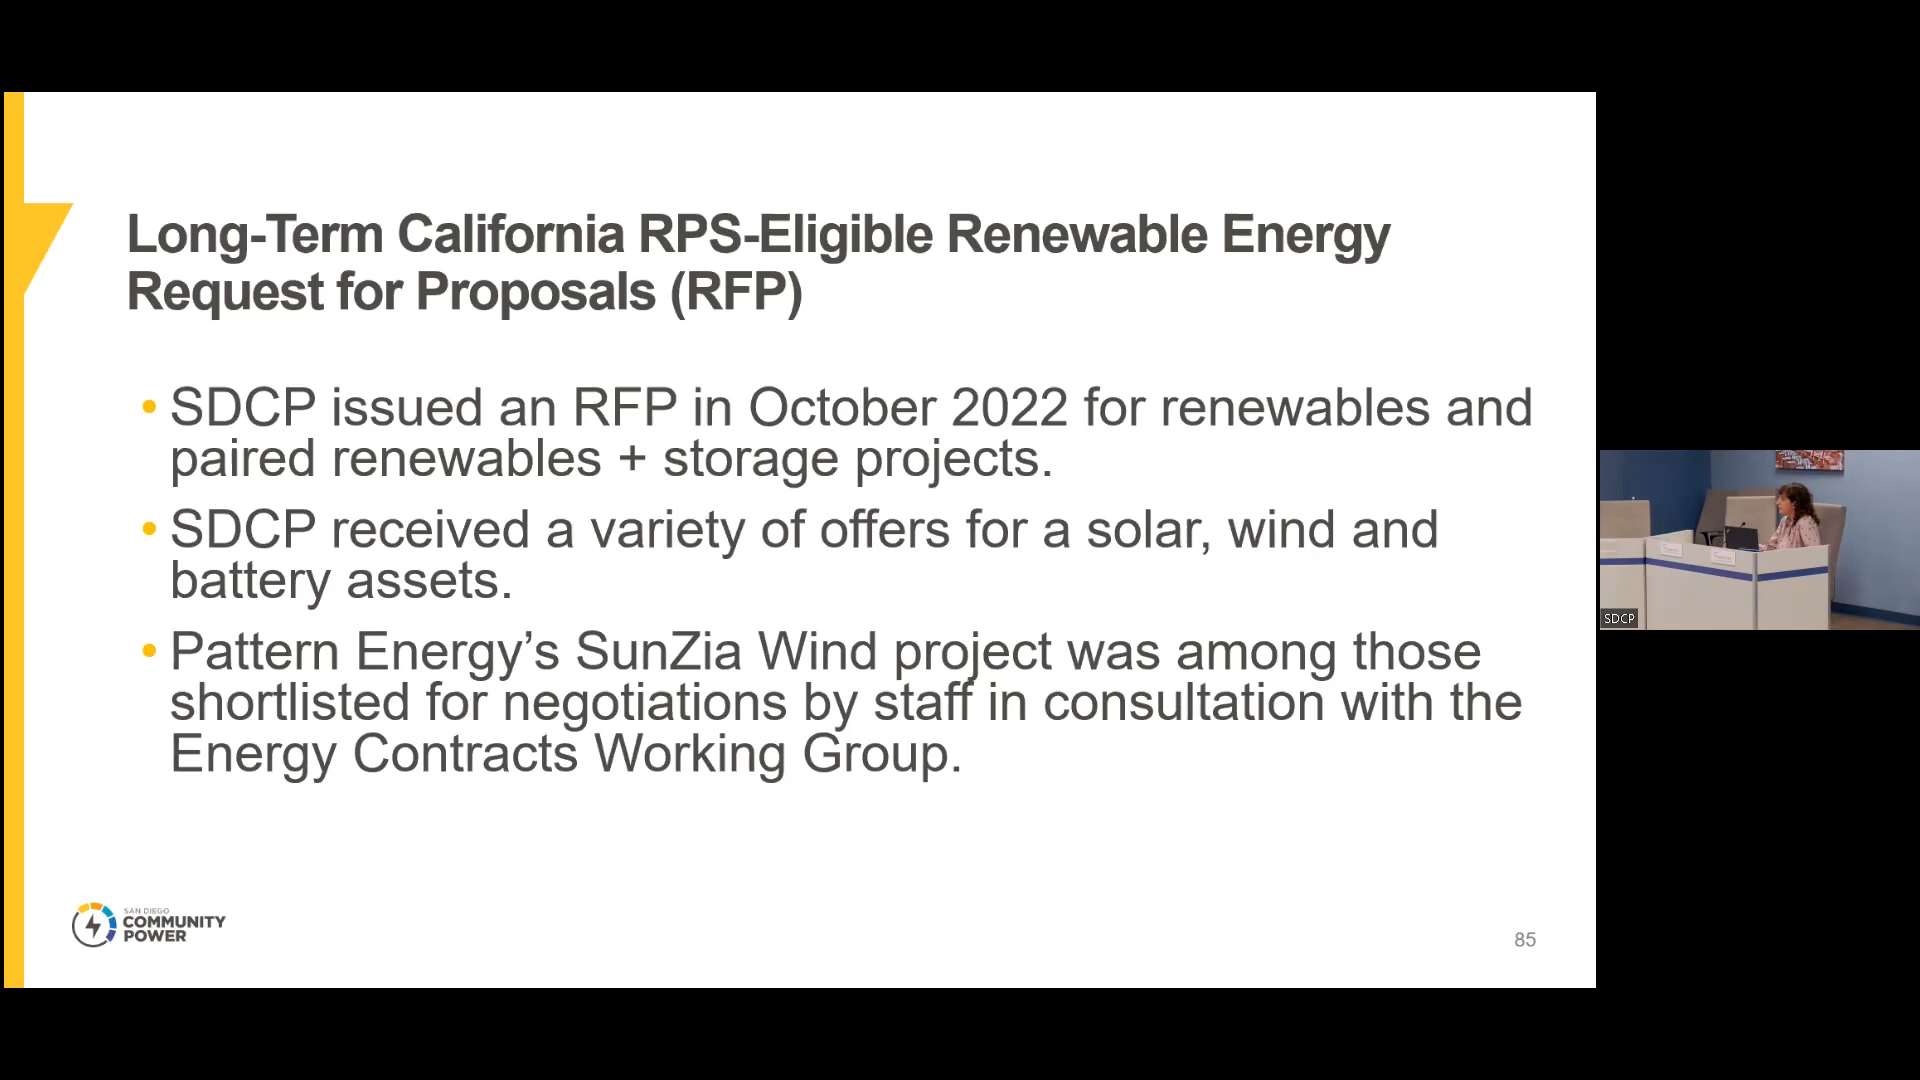 Long-Term California RPS-Eligible Renewable Energy
Request for Proposals (RFP)
• SDCP issued an RFP in October 2022 for renewables and
paired renewables + storage projects.
• SDCP received a variety of offers for a solar, wind and
battery assets.
• Pattern Energy’s SunZia Wind project was among those
shortlisted for negotiations by staff in consultation with the
Energy Contracts Working Group.
SAN DIEGO
COMMUNITY
POWER
85
SDCP